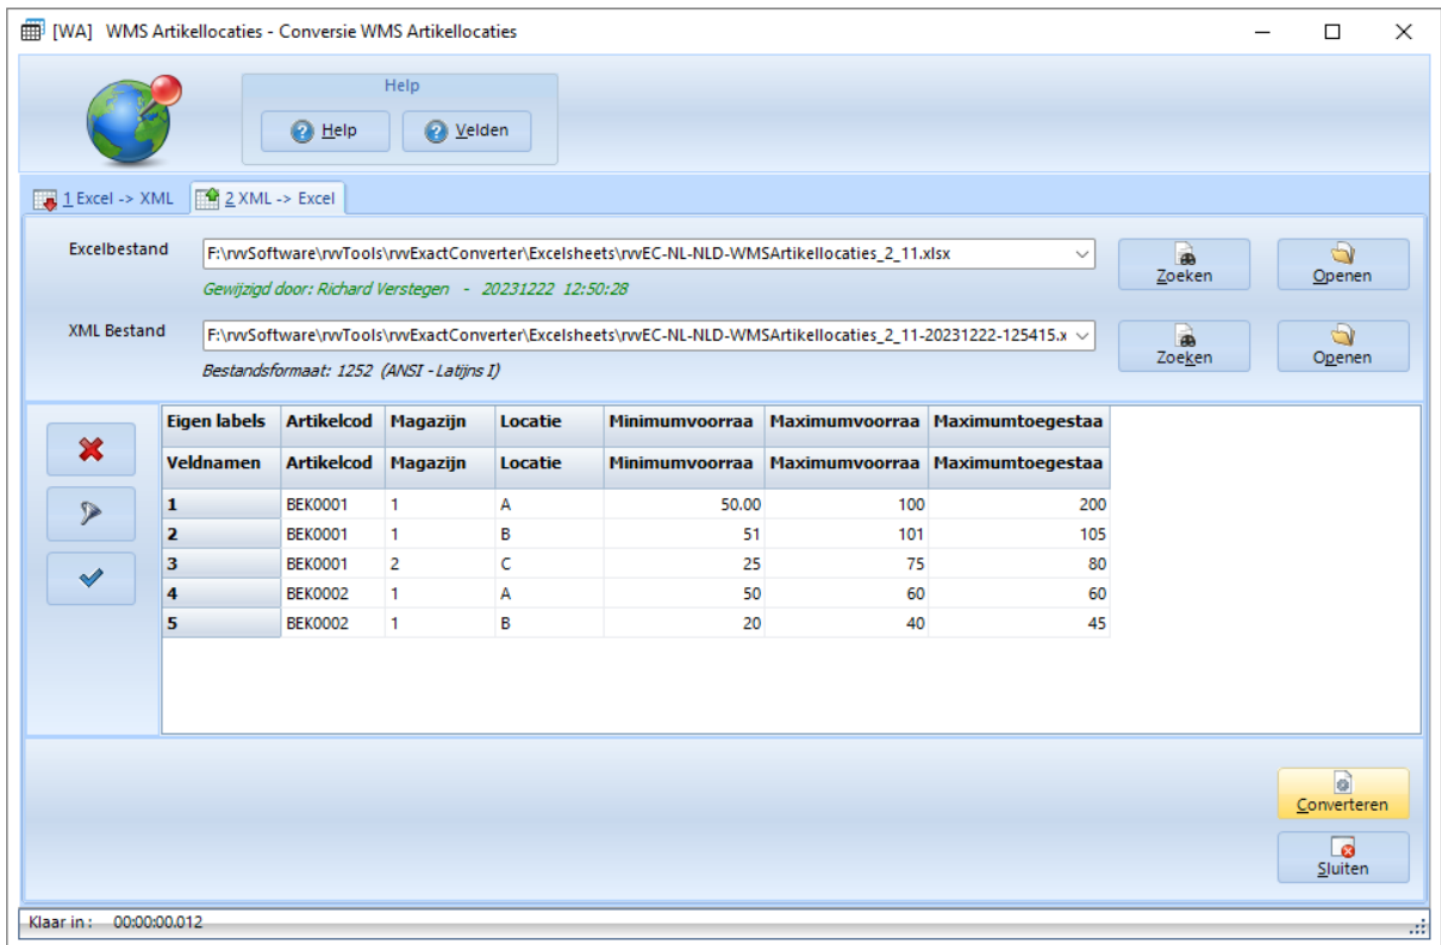 [WA] WMS Artikellocaties - Conversie WMS Artikellocaties
Help
Help Velden
1 Excel -> XML 2 XML -> Excel
Excelbestand F:\rvvSoftware\rvvTools\rvvExactConverter\Excelsheets\rvvEC-NL-NLD-WMSArtikellocaties_2_11.xlsx Zoeken Openen
Gewijzigd door: Richard Verstegen - 20231222 12:50:28
XML Bestand F:\rvvSoftware\rvvTools\rvvExactConverter\Excelsheets\rvvEC-NL-NLD-WMSArtikellocaties_2_11-20231222-125415.x Zoeken Openen
Bestandsformaat: 1252 (ANSI - Latijns I)
Eigen labels Artikelcod Magazijn Locatie Minimumvoorraa Maximumvoorraa Maximumtoegestaa
Veldnamen Artikelcod Magazijn Locatie Minimumvoorraa Maximumvoorraa Maximumtoegestaa
1 BEK0001 1 A 50.00 100 200
2 BEK0001 1 B 51 101 105
3 BEK0001 2 C 25 75 80
4 BEK0002 1 A 50 60 60
5 BEK0002 1 B 20 40 45
Converteren
Sluiten
Klaar in : 00:00:00.012